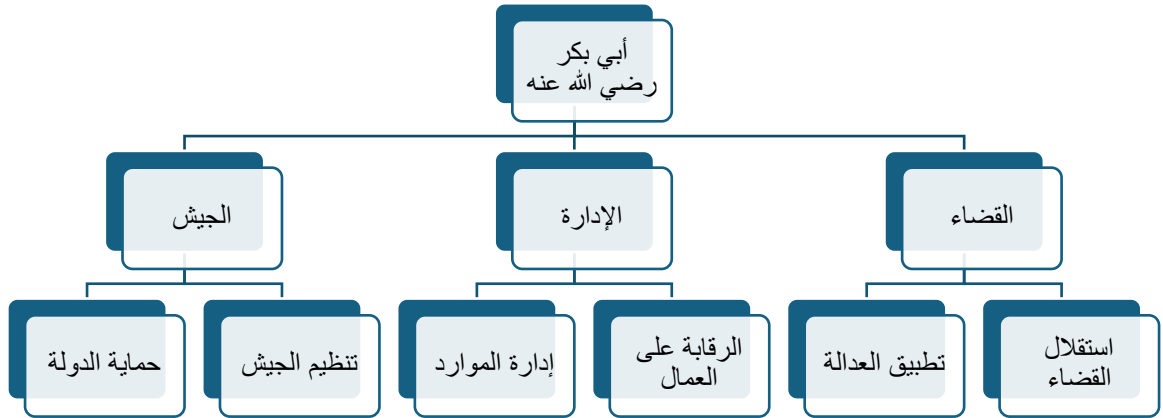 أبي بكر
رضي الله عنه
القضاء
الإدارة
الجيش
استقلال
القضاء
تطبيق العدالة
الرقابة على
العمال
إدارة الموارد
تنظيم الجيش
حماية الدولة